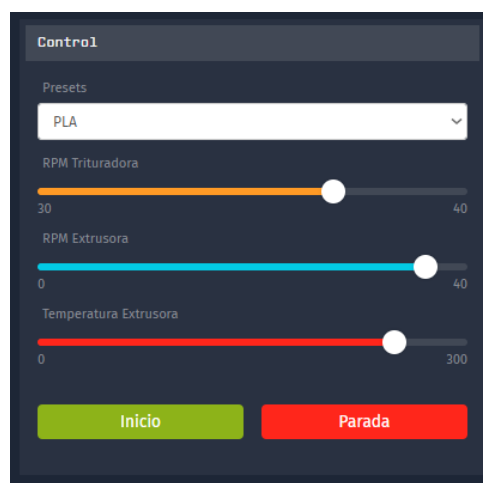 Control
Presets
PLA
RPM Trituradora
30 40
RPM Extrusora
0 40
Temperatura Extrusora
0 300
Inicio Parada